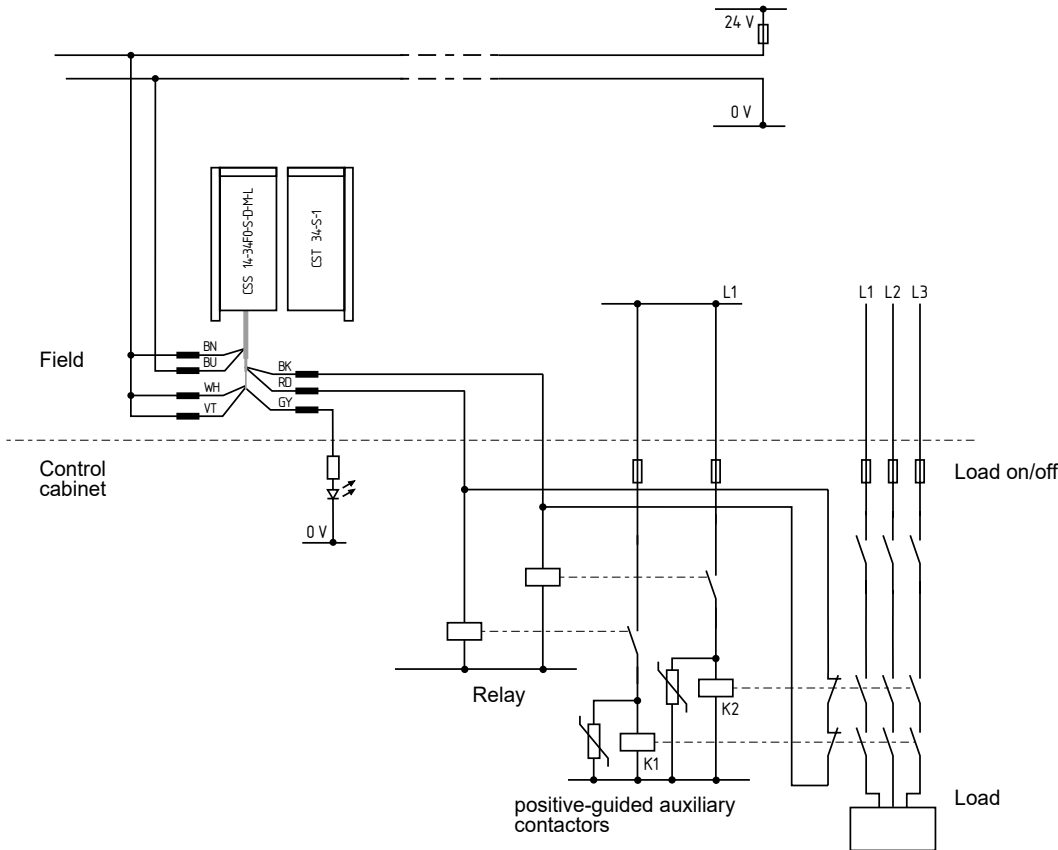 24 V
0 V
CSS 14-34F0-S-D-M-L
CST 34-S-1
L1
L1 L2 L3
Field
BN
BU
WH
VT
BK
RD
GY
Control
cabinet
Load on/off
0 V
Relay
K2
K1
positive-guided auxiliary
contactors
Load